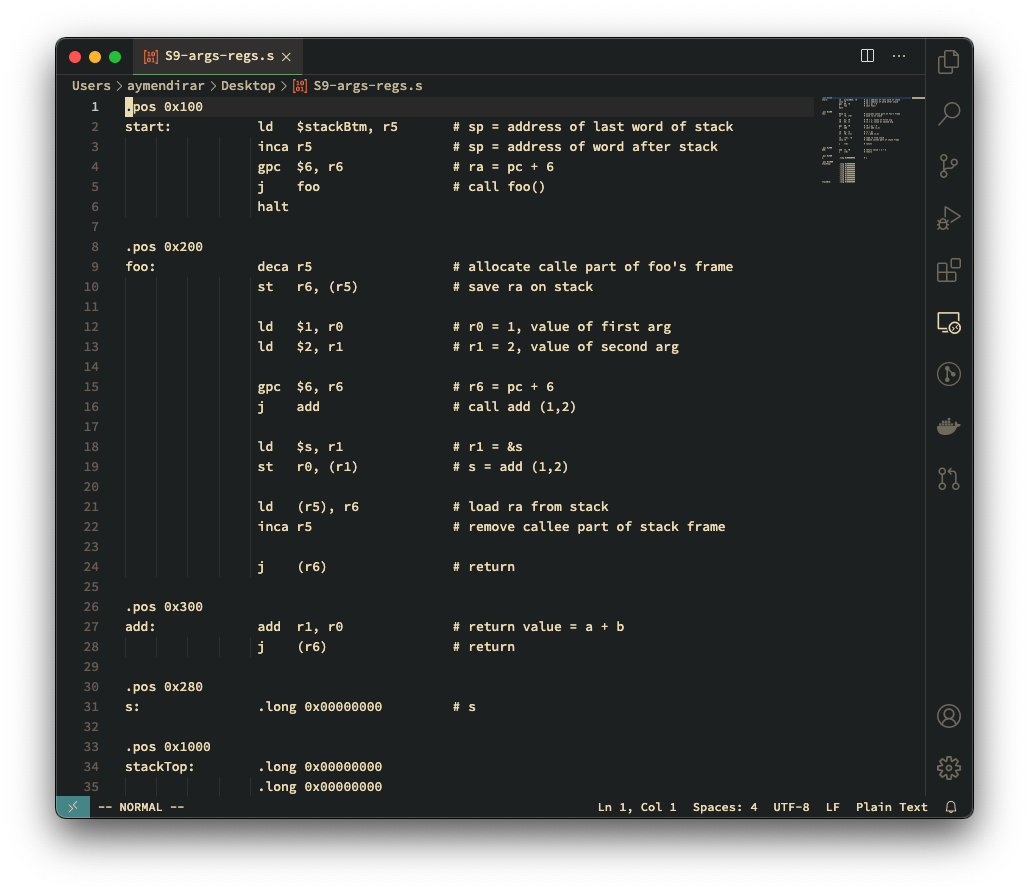 S9-args-regs.s
Users > aymendirar > Desktop > S9-args-regs.s
1 .pos 0x100
2 start: ld $stackBtm, r5 # sp = address of last word of stack
3 inca r5 # sp = address of word after stack
4 gpc $6, r6 # ra = pc + 6
5 j foo # call foo()
6 halt
7
8 .pos 0x200
9 foo: deca r5 # allocate calle part of foo's frame
10 st r6, (r5) # save ra on stack
11
12 ld $1, r0 # r0 = 1, value of first arg
13 ld $2, r1 # r1 = 2, value of second arg
14
15 gpc $6, r6 # r6 = pc + 6
16 j add # call add (1,2)
17
18 ld $s, r1 # r1 = &s
19 st r0, (r1) # s = add (1,2)
20
21 ld (r5), r6 # load ra from stack
22 inca r5 # remove callee part of stack frame
23
24 j (r6) # return
25
26 .pos 0x300
27 add: add r1, r0 # return value = a + b
28 j (r6) # return
29
30 .pos 0x280
31 s: .long 0x00000000 # s
32
33 .pos 0x1000
34 stackTop: .long 0x00000000
35 .long 0x00000000
-- NORMAL -- Ln 1, Col 1 Spaces: 4 UTF-8 LF Plain Text